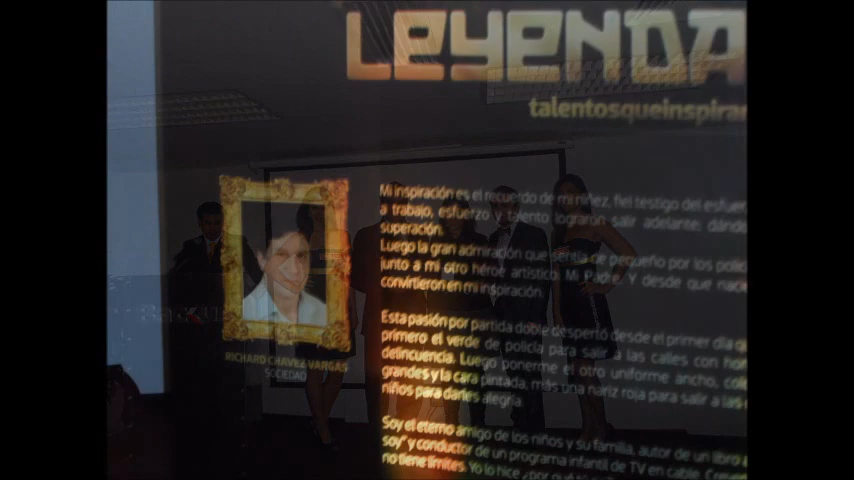 LEYENDA
talentosqueinspiran
Mi inspiración es el recuerdo de mi niñez, fiel testigo del
a trabajo, esfuerzo y talento lograron salir adelante,
superación.
Luego la gran admiración que sentía de pequeño por los
junto a mi otro héroe artístico: Mi Padre. Y desde que
convirtieron en mi inspiración.
Esta pasión por partida doble despertó desde el primer día
primero el verde de policía para salir a las calles con
delincuencia. Luego ponerme el otro uniforme ancho,
grandes y la cara pintada, más una nariz roja para salir a las
niños para darles alegría.
Soy el eterno amigo de los niños y su familia, autor de un libro
soy" y conductor de un programa infantil de TV en cable.
no tiene límites. Yo lo hice ¿por qué
RICHARD CHAVEZ VARGAS
SOCIEDAD